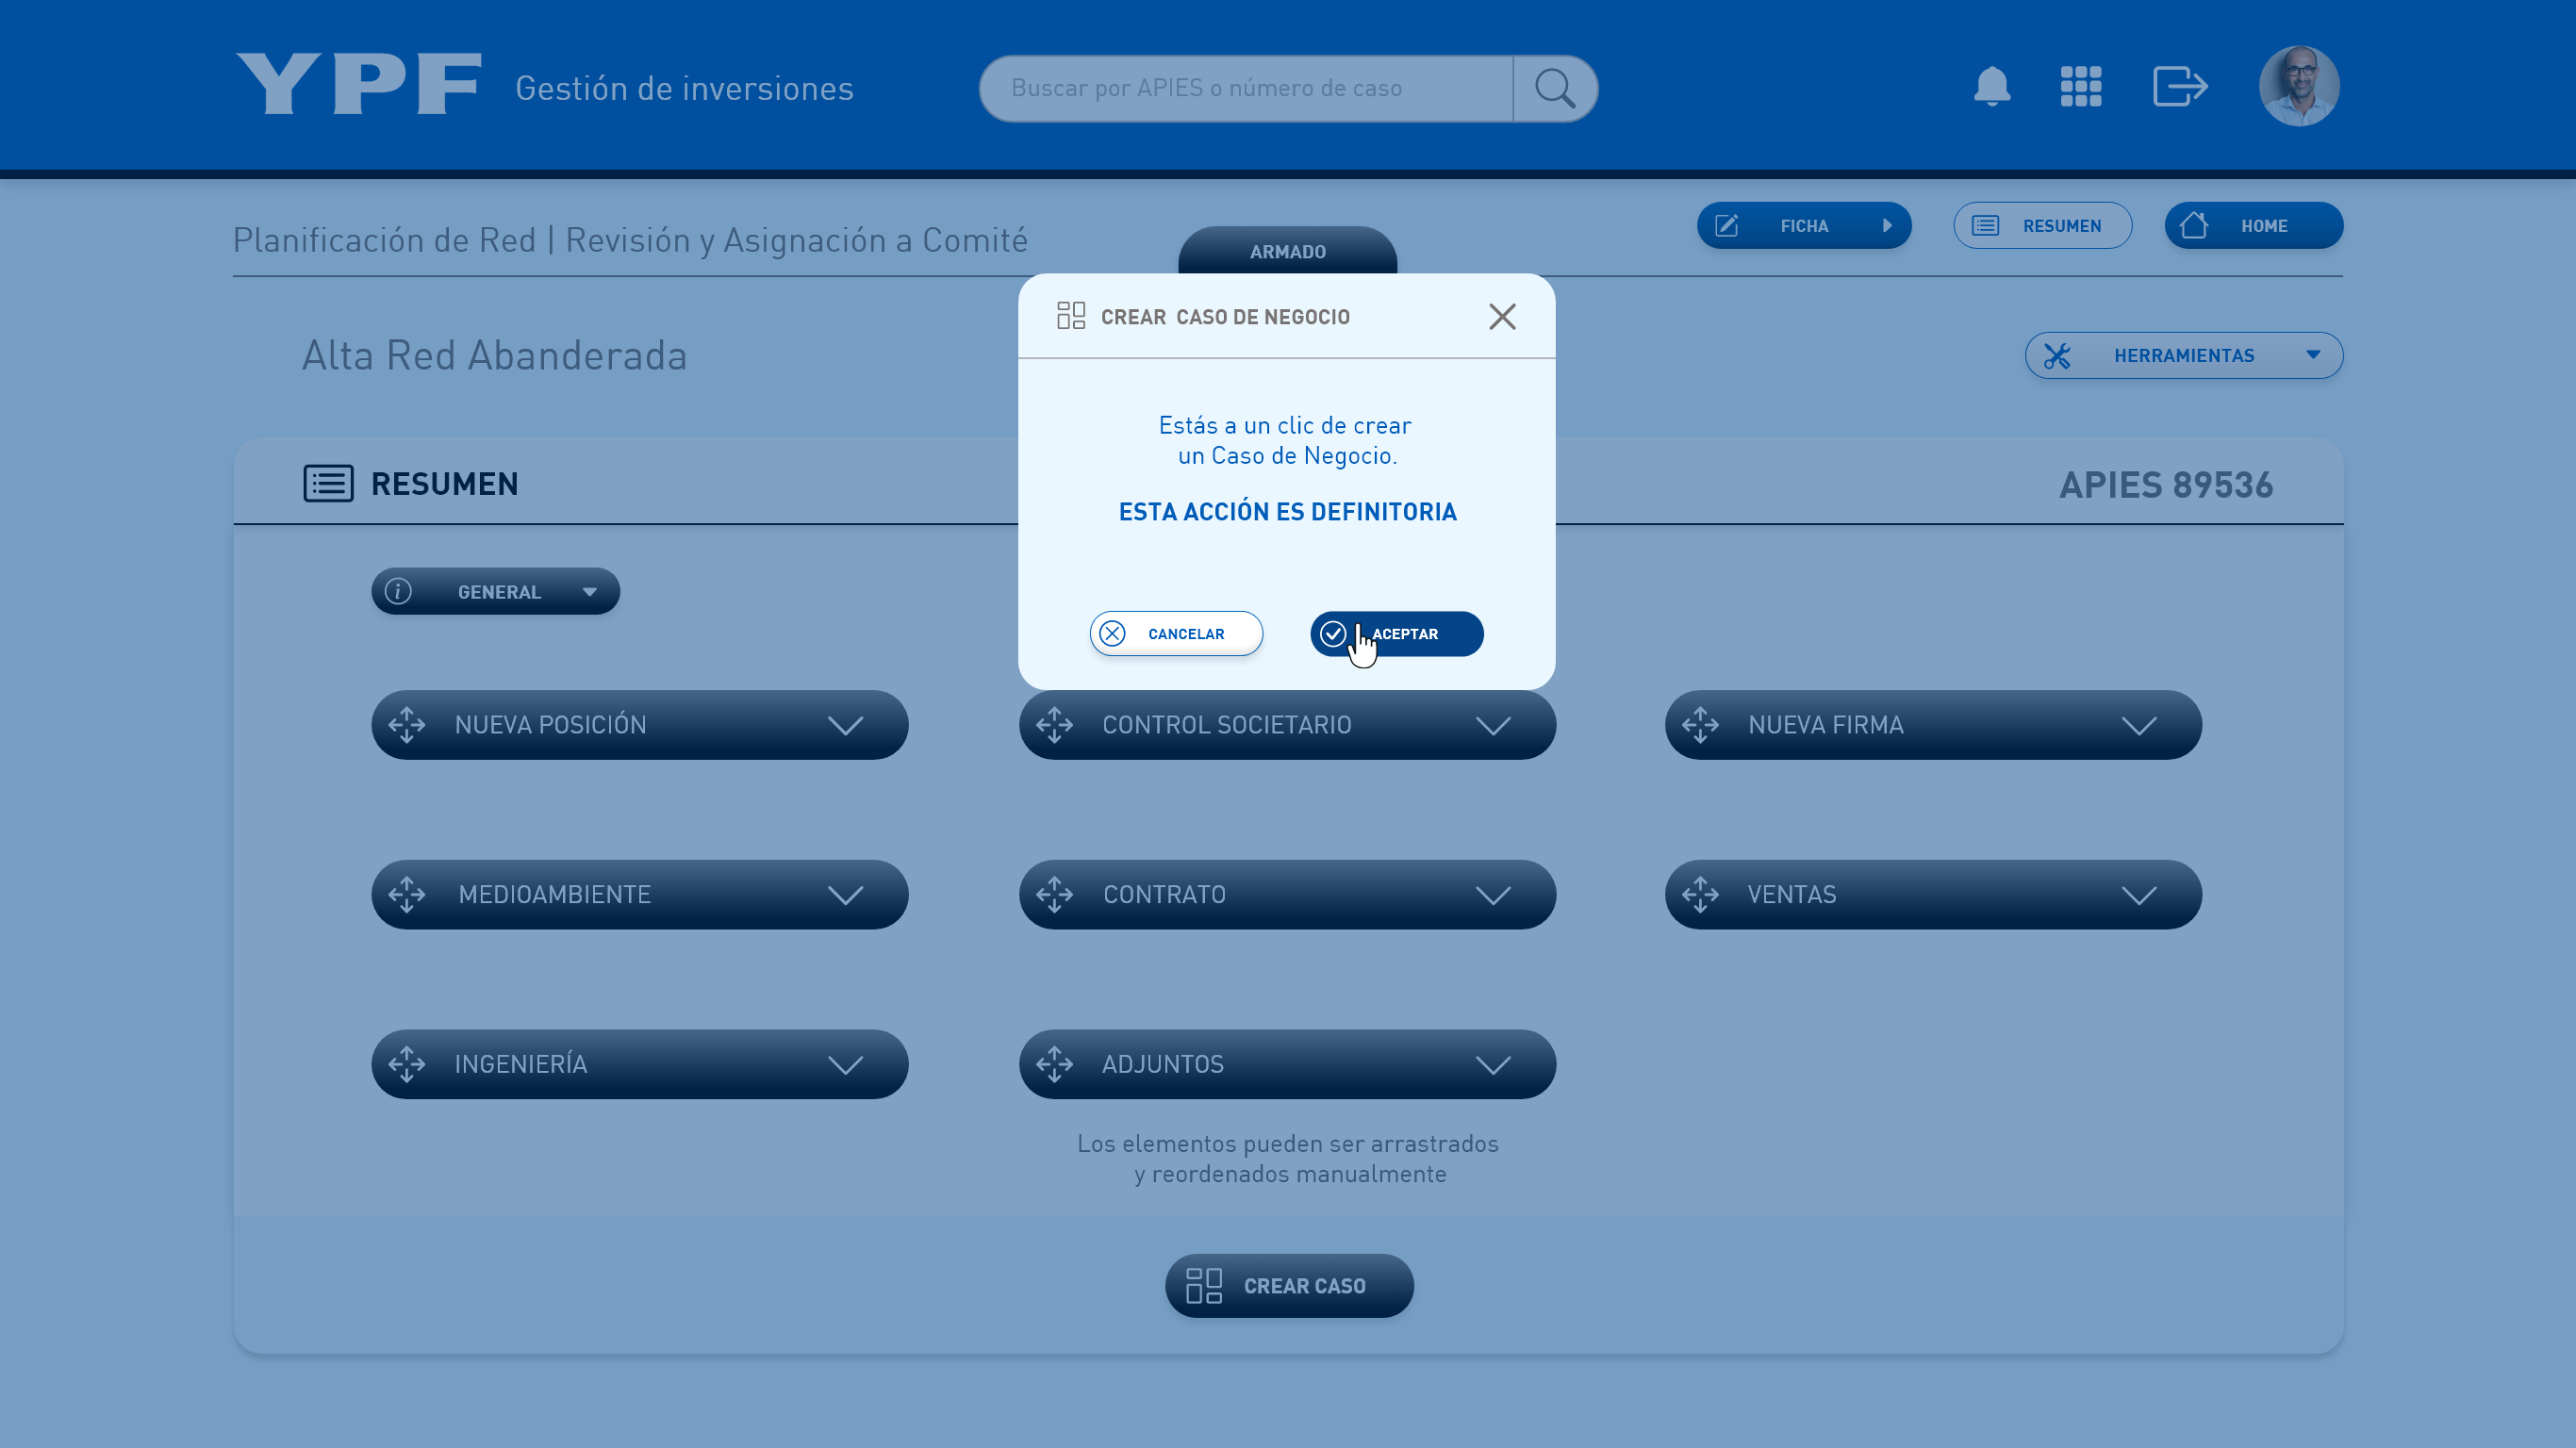 YPF
Gestión de inversiones
Buscar por APIES o número de caso
Planificación de Red | Revisión y Asignación a Comité
ARMADO
FICHA
RESUMEN
HOME
CREAR CASO DE NEGOCIO
Alta Red Abanderada
HERRAMIENTAS
Estás a un clic de crear
un Caso de Negocio.
ESTA ACCIÓN ES DEFINITORIA
RESUMEN
APIES 89536
GENERAL
CANCELAR
ACEPTAR
NUEVA POSICIÓN
CONTROL SOCIETARIO
NUEVA FIRMA
MEDIOAMBIENTE
CONTRATO
VENTAS
INGENIERÍA
ADJUNTOS
Los elementos pueden ser arrastrados
y reordenados manualmente
CREAR CASO